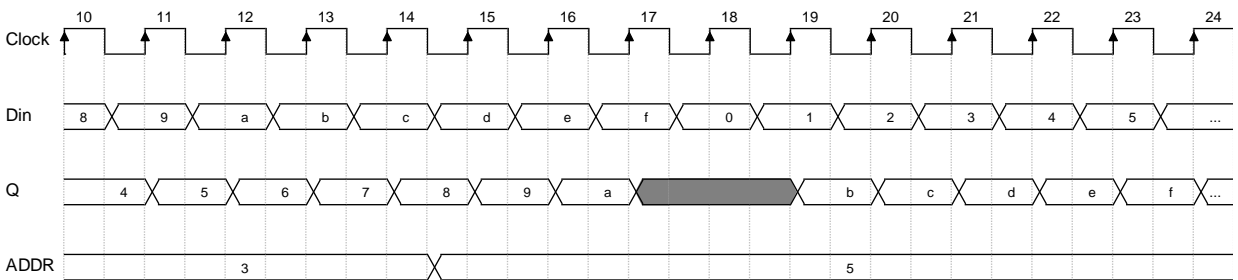 10 11 12 13 14 15 16 17 18 19 20 21 22 23 24
Clock
Din 8 9 a b c d e f 0 1 2 3 4 5 ...
Q 4 5 6 7 8 9 a b c d e f ...
ADDR 3 5